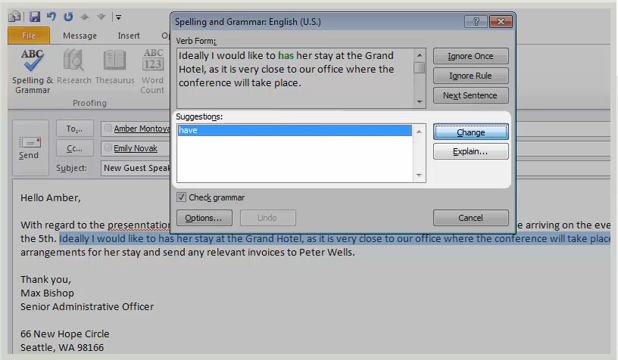 Spelling and Grammar: English (U.S.)
File Message Insert
Spelling & Grammar
Research
Thesaurus
Word Count
ABC
ABC
123
Proofing
Verb Form:
Ideally I would like to has her stay at the Grand
Hotel, as it is very close to our office where the
conference will take place.
Ignore Once
Ignore Rule
Next Sentence
Suggestions:
have
Change
Explain...
Check grammar
Options...
Undo
Cancel
Send
To...
Amber Montoya
Cc...
Emily Novak
Subject:
New Guest Speak
Hello Amber,
With regard to the presenntation e arriving on the eve
the 5th. Ideally I would like to has her stay at the Grand Hotel, as it is very close to our office where the conference will take place
arrangements for her stay and send any relevant invoices to Peter Wells.
Thank you,
Max Bishop
Senior Administrative Officer
66 New Hope Circle
Seattle, WA 98166